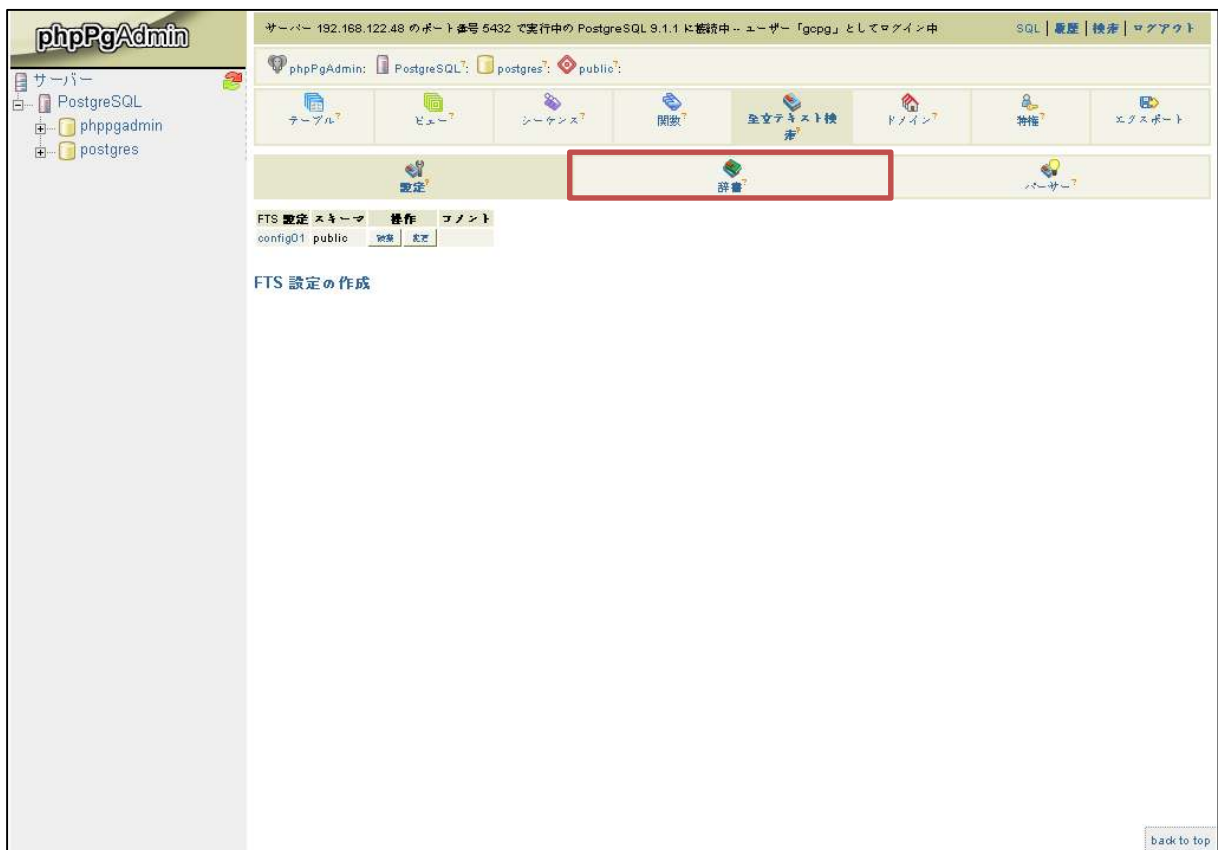 phpPgAdmin
サーバー
PostgreSQL
phppgadmin
postgres
サーバー 192.168.122.48 のポート番号 5432 で実行中の PostgreSQL 9.1.1 に接続中 -- ユーザー「gcpg」としてログイン中
SQL | 履歴 | 検索 | ログアウト
phpPgAdmin: PostgreSQL?: postgres?: public?:
テーブル? ビュー? シーケンス? 関数? 全文テキスト検索? ドメイン? 特権? エクスポート
設定? 辞書? パーサー?
FTS 設定 スキーマ 操作 コメント
config01 public 破棄 変更
FTS 設定の作成
back to top